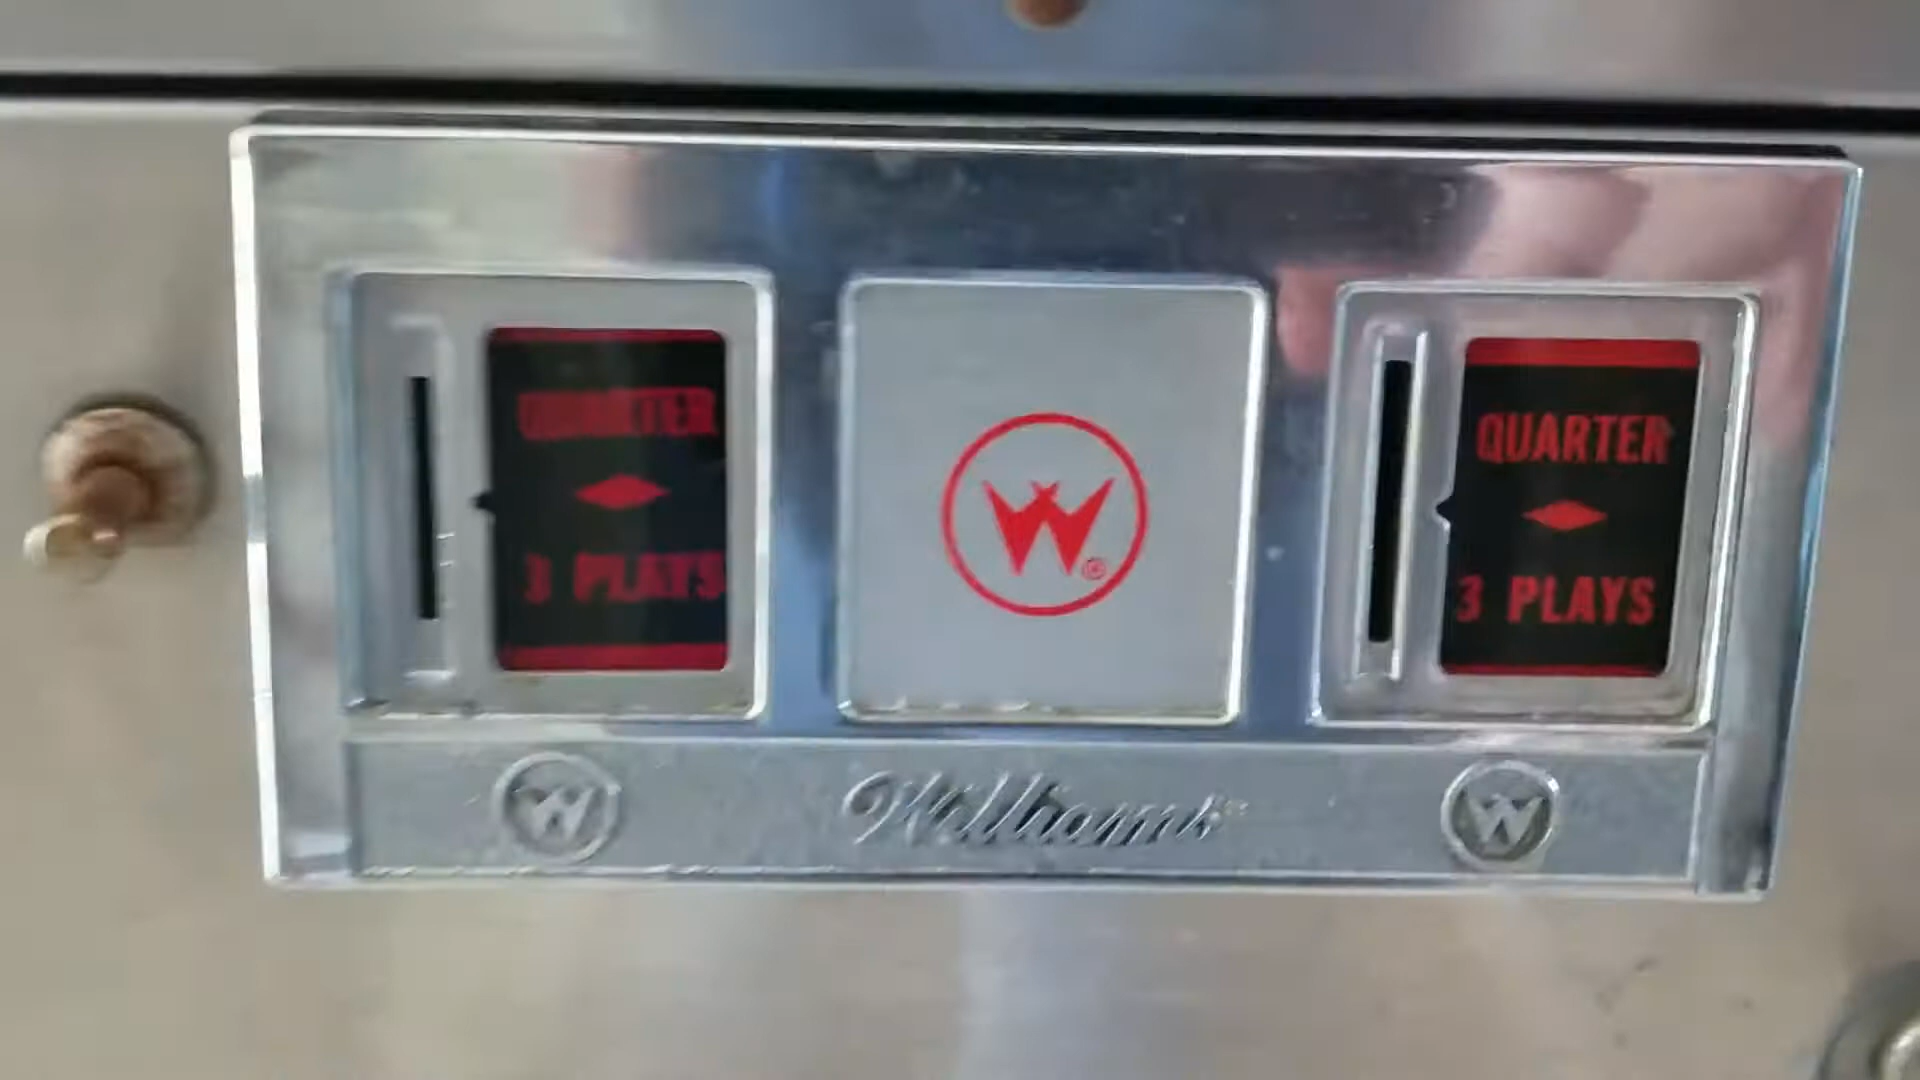 QUARTER
3 PLAYS
W®
QUARTER
3 PLAYS
W
Williams
W